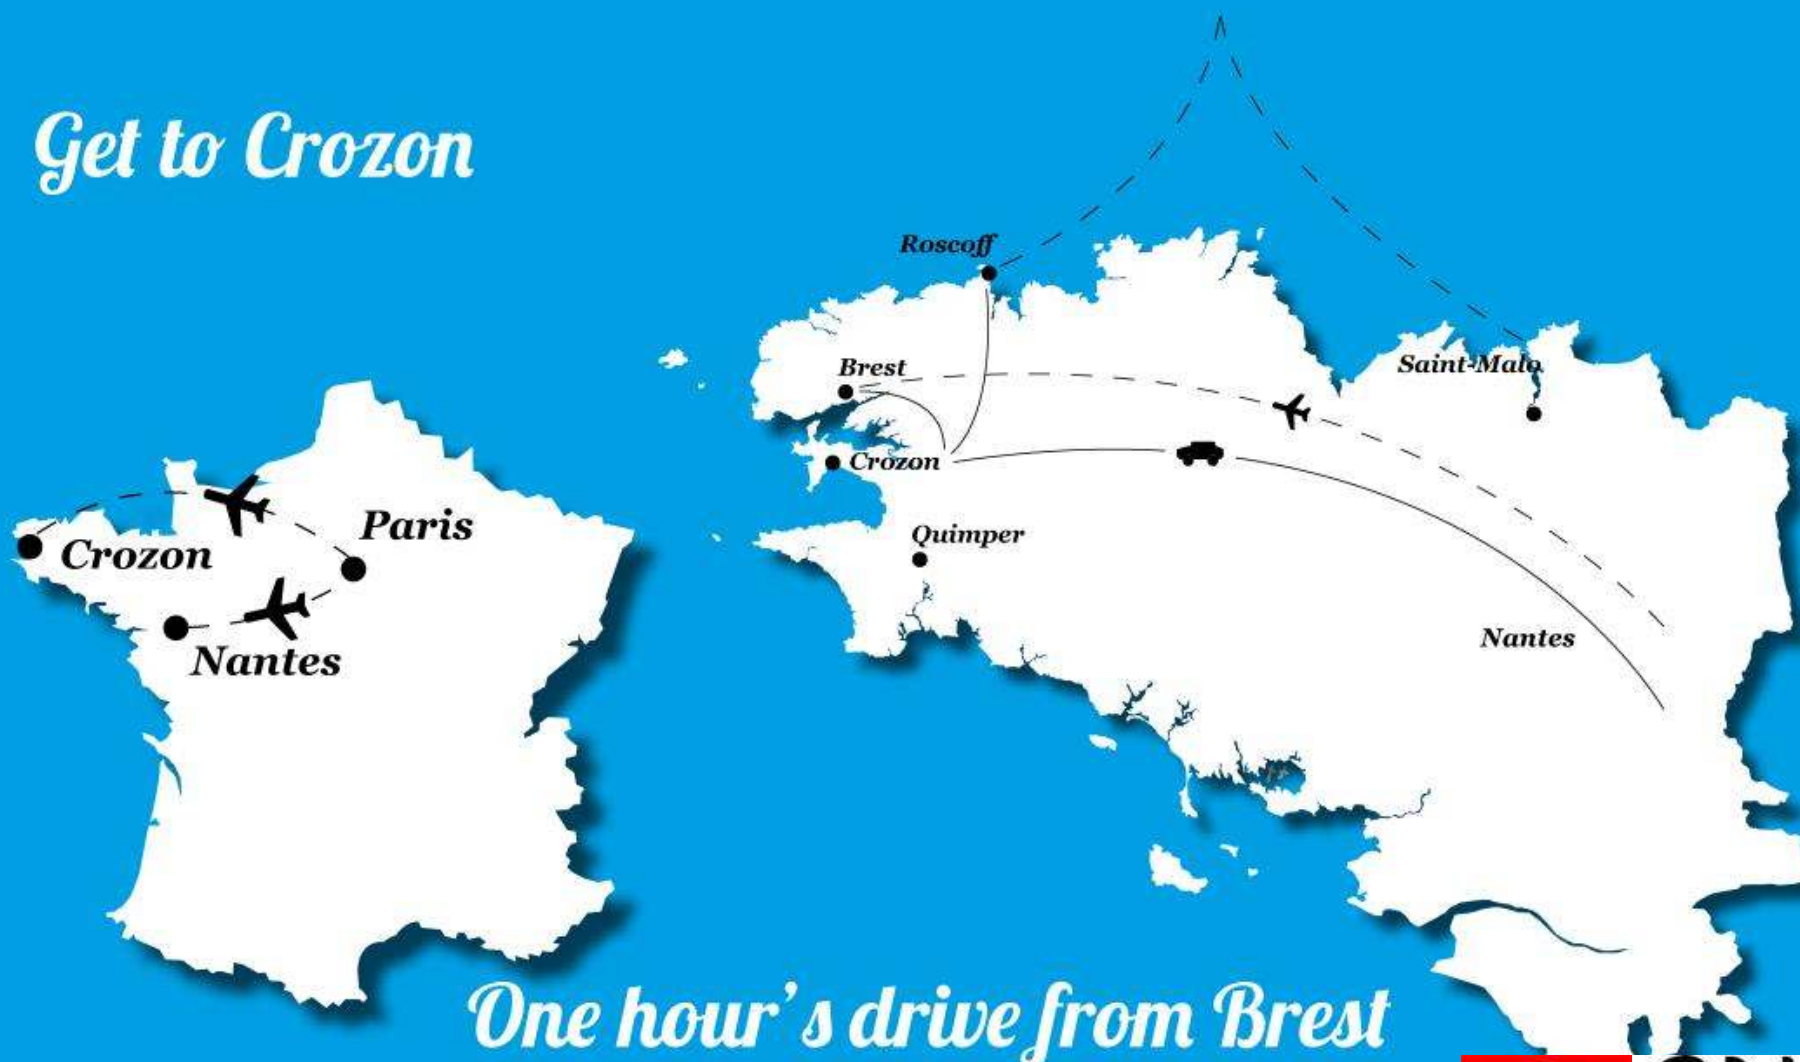 Get to Crozon
Roscoff
Brest
Saint-Malo
Crozon
Quimper
Nantes
Paris
Crozon
Nantes
One hour's drive from Brest